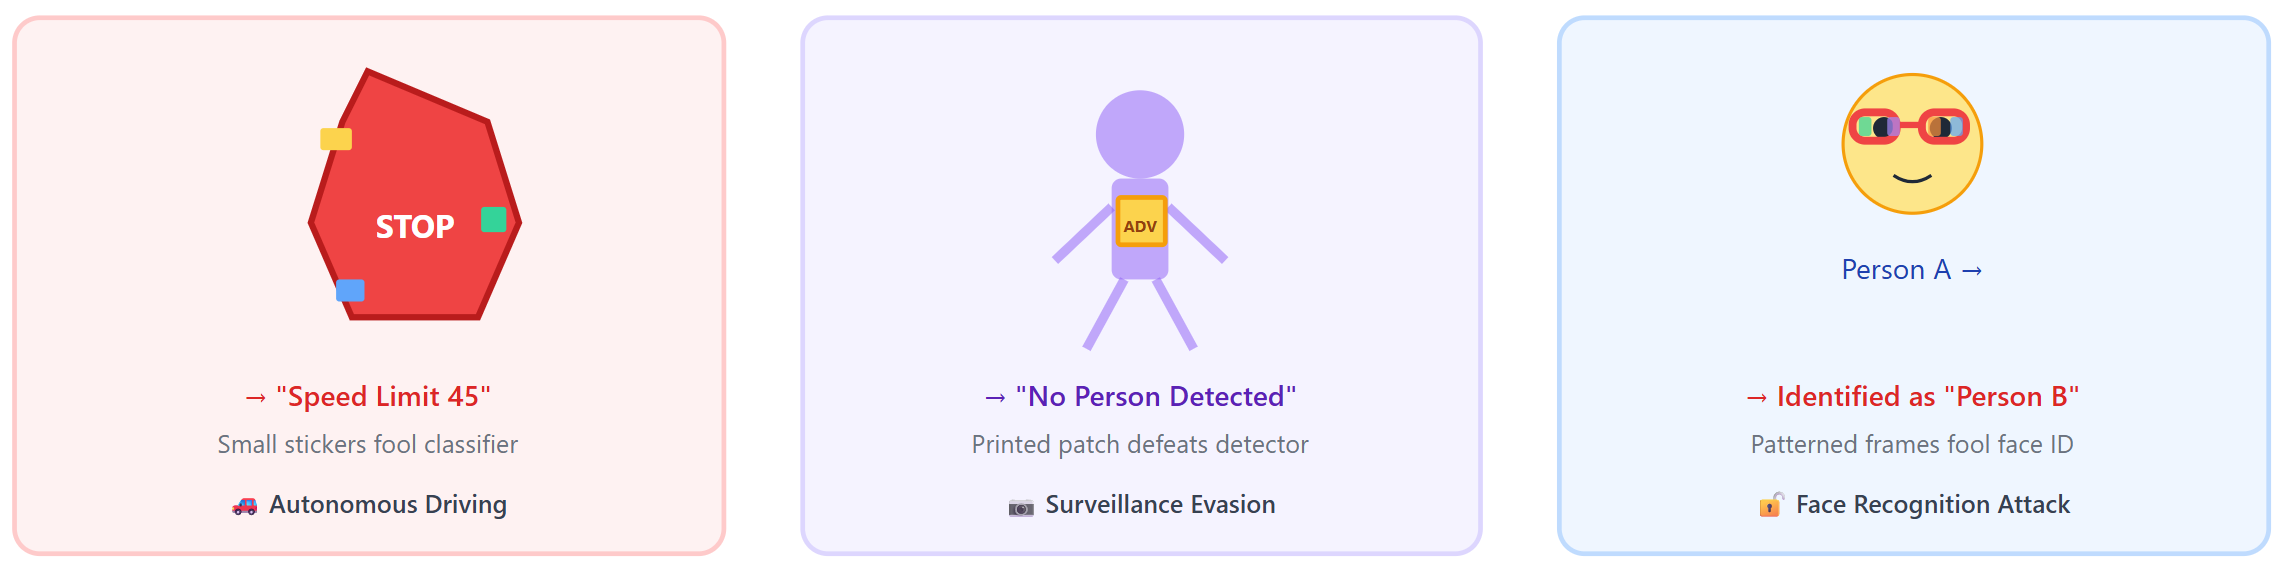 STOP
→ "Speed Limit 45"
Small stickers fool classifier
Autonomous Driving
ADV
→ "No Person Detected"
Printed patch defeats detector
Surveillance Evasion
Person A →
→ Identified as "Person B"
Patterned frames fool face ID
Face Recognition Attack